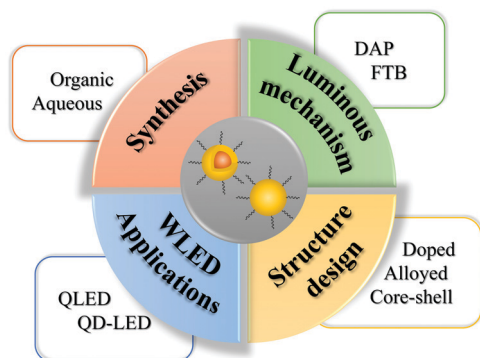 Organic
Aqueous
Synthesis
DAP
FTB
Luminous
mechanism
WLED
Applications
QLED
QD-LED
Structure
design
Doped
Alloyed
Core-shell